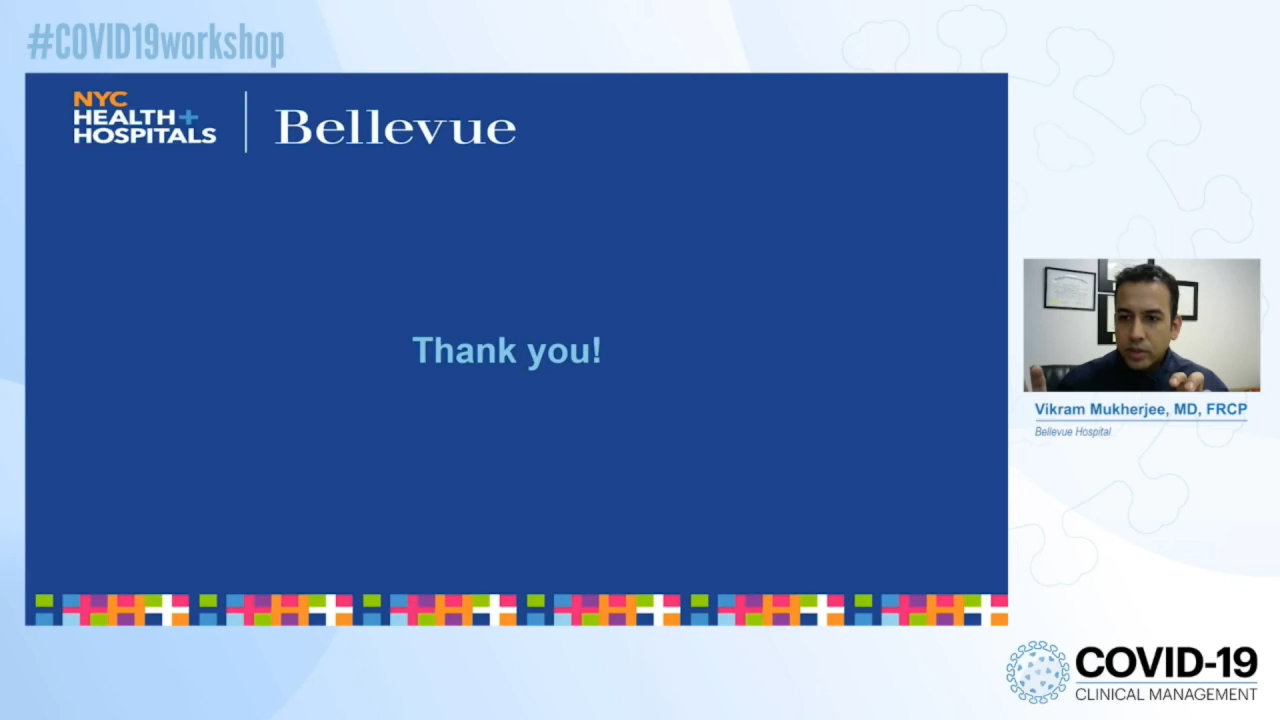 #COVID19workshop
NYC
HEALTH+
HOSPITALS
Bellevue
Thank you!
Vikram Mukherjee, MD, FRCP
Bellevue Hospital
COVID-19
CLINICAL MANAGEMENT